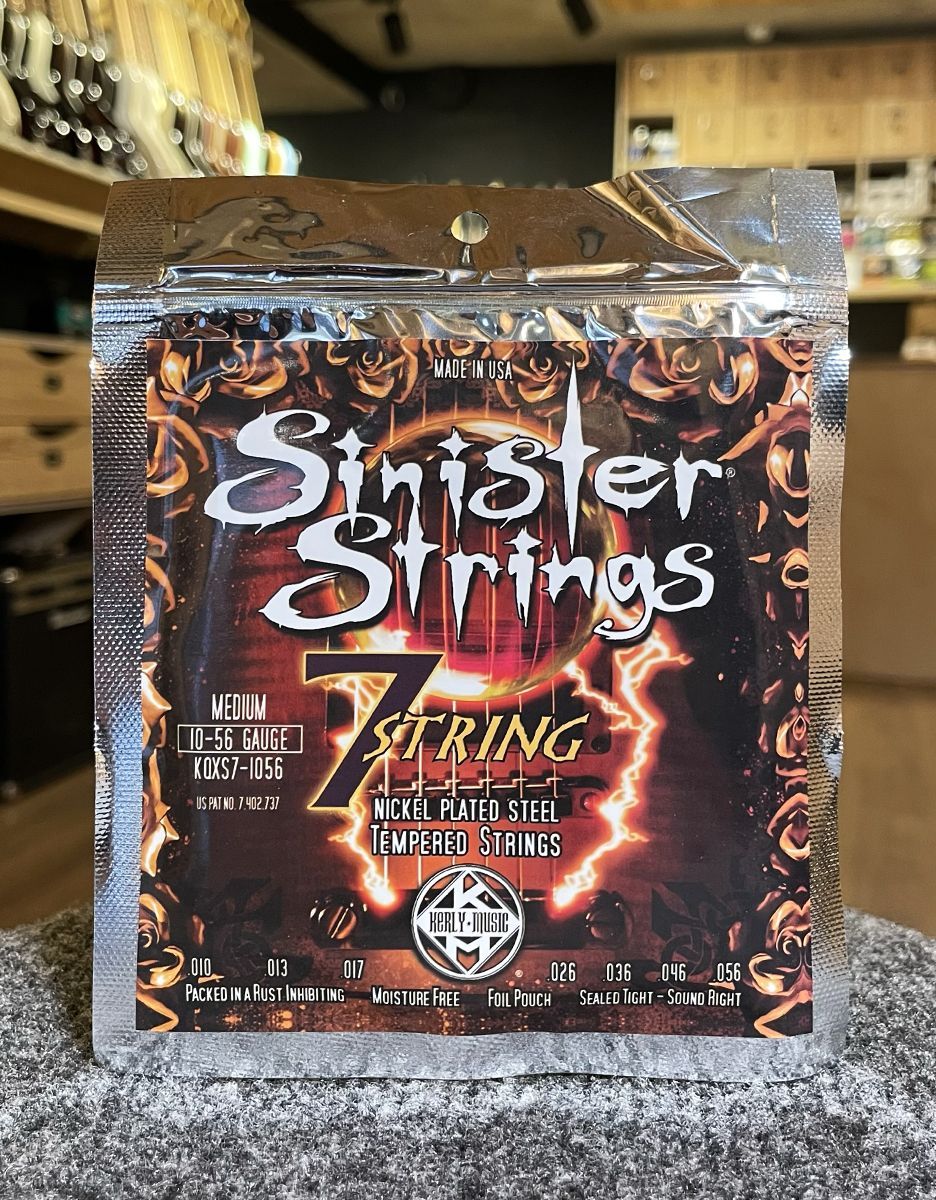 MADE IN USA
Sinister®
Strings
7 STRING
MEDIUM
10-56 GAUGE
KQXS7-1056
US PAT NO. 7,402,737
NICKEL PLATED STEEL
TEMPERED STRINGS
K
KERLY·MUSIC
M
®
.010 .013 .017 .026 .036 .046 .056
PACKED IN A RUST INHIBITING MOISTURE FREE FOIL POUCH SEALED TIGHT – SOUND RIGHT